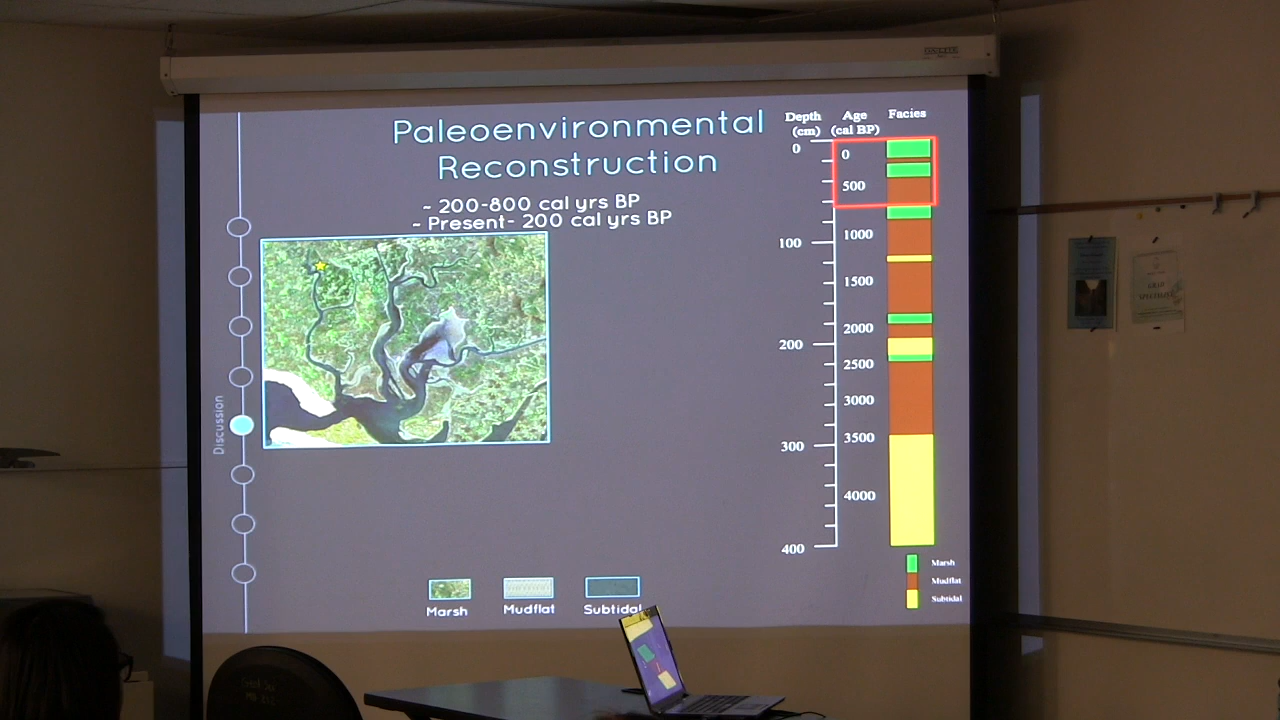 Paleoenvironmental
Reconstruction
~ 200-800 cal yrs BP
~ Present- 200 cal yrs BP
Discussion
Marsh
Mudflat
Subtidal
Depth
(cm)
Age
(cal BP)
Facies
0
100
200
300
400
0
500
1000
1500
2000
2500
3000
3500
4000
Marsh
Mudflat
Subtidal
GRAD
SPECIALIST